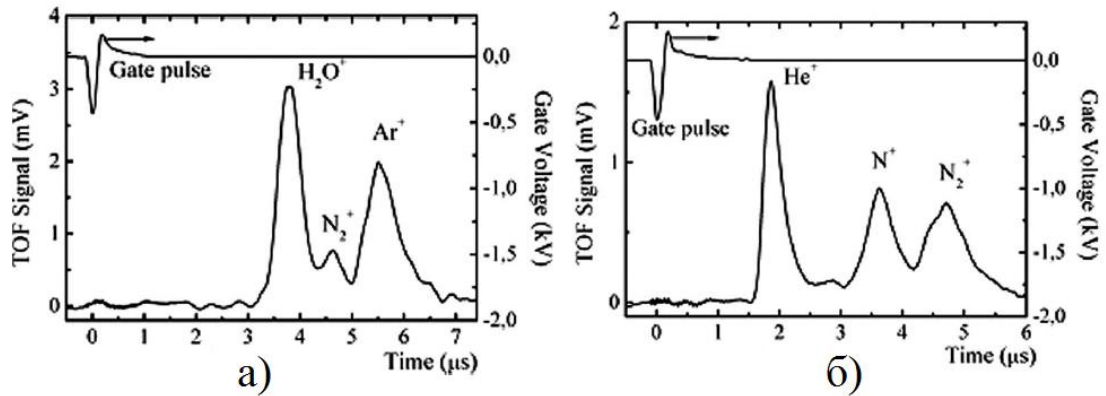 4
3
2
1
0
TOF Signal (mV)
0,0
-0,5
-1,0
-1,5
-2,0
Gate Voltage (kV)
Gate pulse
H₂O⁺
N₂⁺
Ar⁺
0 1 2 3 4 5 6 7
Time (μs)
а)
2
1
0
TOF Signal (mV)
0,0
-0,5
-1,0
-1,5
-2,0
Gate Voltage (kV)
Gate pulse
He⁺
N⁺
N₂⁺
0 1 2 3 4 5 6
Time (μs)
б)